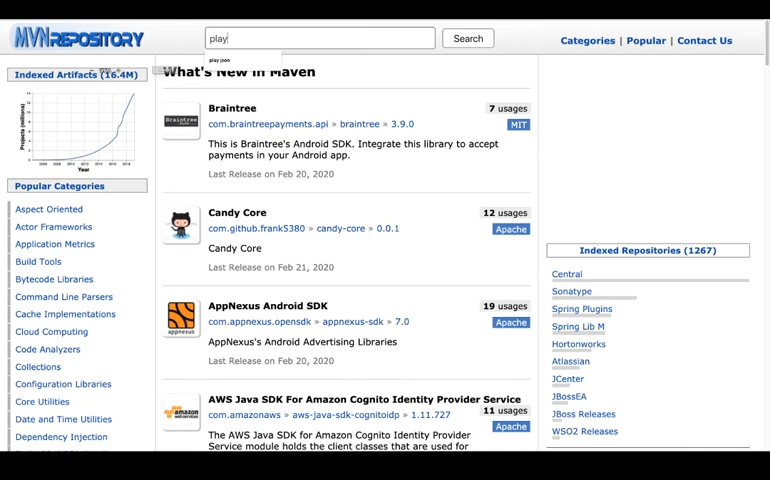 MVNREPOSITORY
play
Search
Categories | Popular | Contact Us
play json
Indexed Artifacts (16.4M)
Projects (millions)
Year
Popular Categories
Aspect Oriented
Actor Frameworks
Application Metrics
Build Tools
Bytecode Libraries
Command Line Parsers
Cache Implementations
Cloud Computing
Code Analyzers
Collections
Configuration Libraries
Core Utilities
Date and Time Utilities
Dependency Injection
What's New in Maven
Braintree
7 usages
com.braintreepayments.api » braintree » 3.9.0
MIT
This is Braintree's Android SDK. Integrate this library to accept
payments in your Android app.
Last Release on Feb 20, 2020
Candy Core
12 usages
com.github.frank5380 » candy-core » 0.0.1
Apache
Candy Core
Last Release on Feb 21, 2020
AppNexus Android SDK
19 usages
com.appnexus.opensdk » appnexus-sdk » 7.0
Apache
appnexus
AppNexus's Android Advertising Libraries
Last Release on Feb 20, 2020
AWS Java SDK For Amazon Cognito Identity Provider Service
11 usages
com.amazonaws » aws-java-sdk-cognitoidp » 1.11.727
Apache
The AWS Java SDK for Amazon Cognito Identity Provider
Service module holds the client classes that are used for
Indexed Repositories (1267)
Central
Sonatype
Spring Plugins
Spring Lib M
Hortonworks
Atlassian
JCenter
JBossEA
JBoss Releases
WSO2 Releases